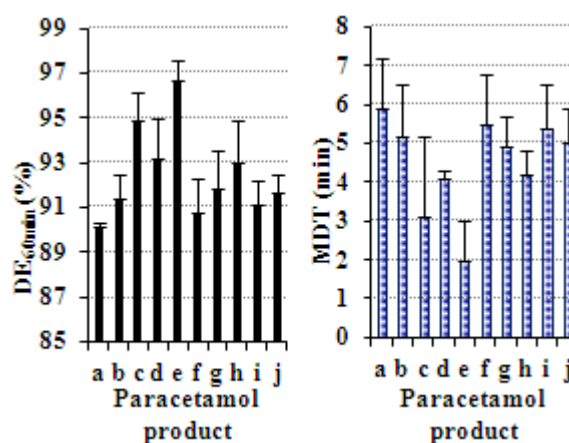 DE60min (%)
99
97
95
93
91
89
87
85
a b c d e f g h i j
Paracetamol
product
MDT (min)
8
7
6
5
4
3
2
1
0
a b c d e f g h i j
Paracetamol
product